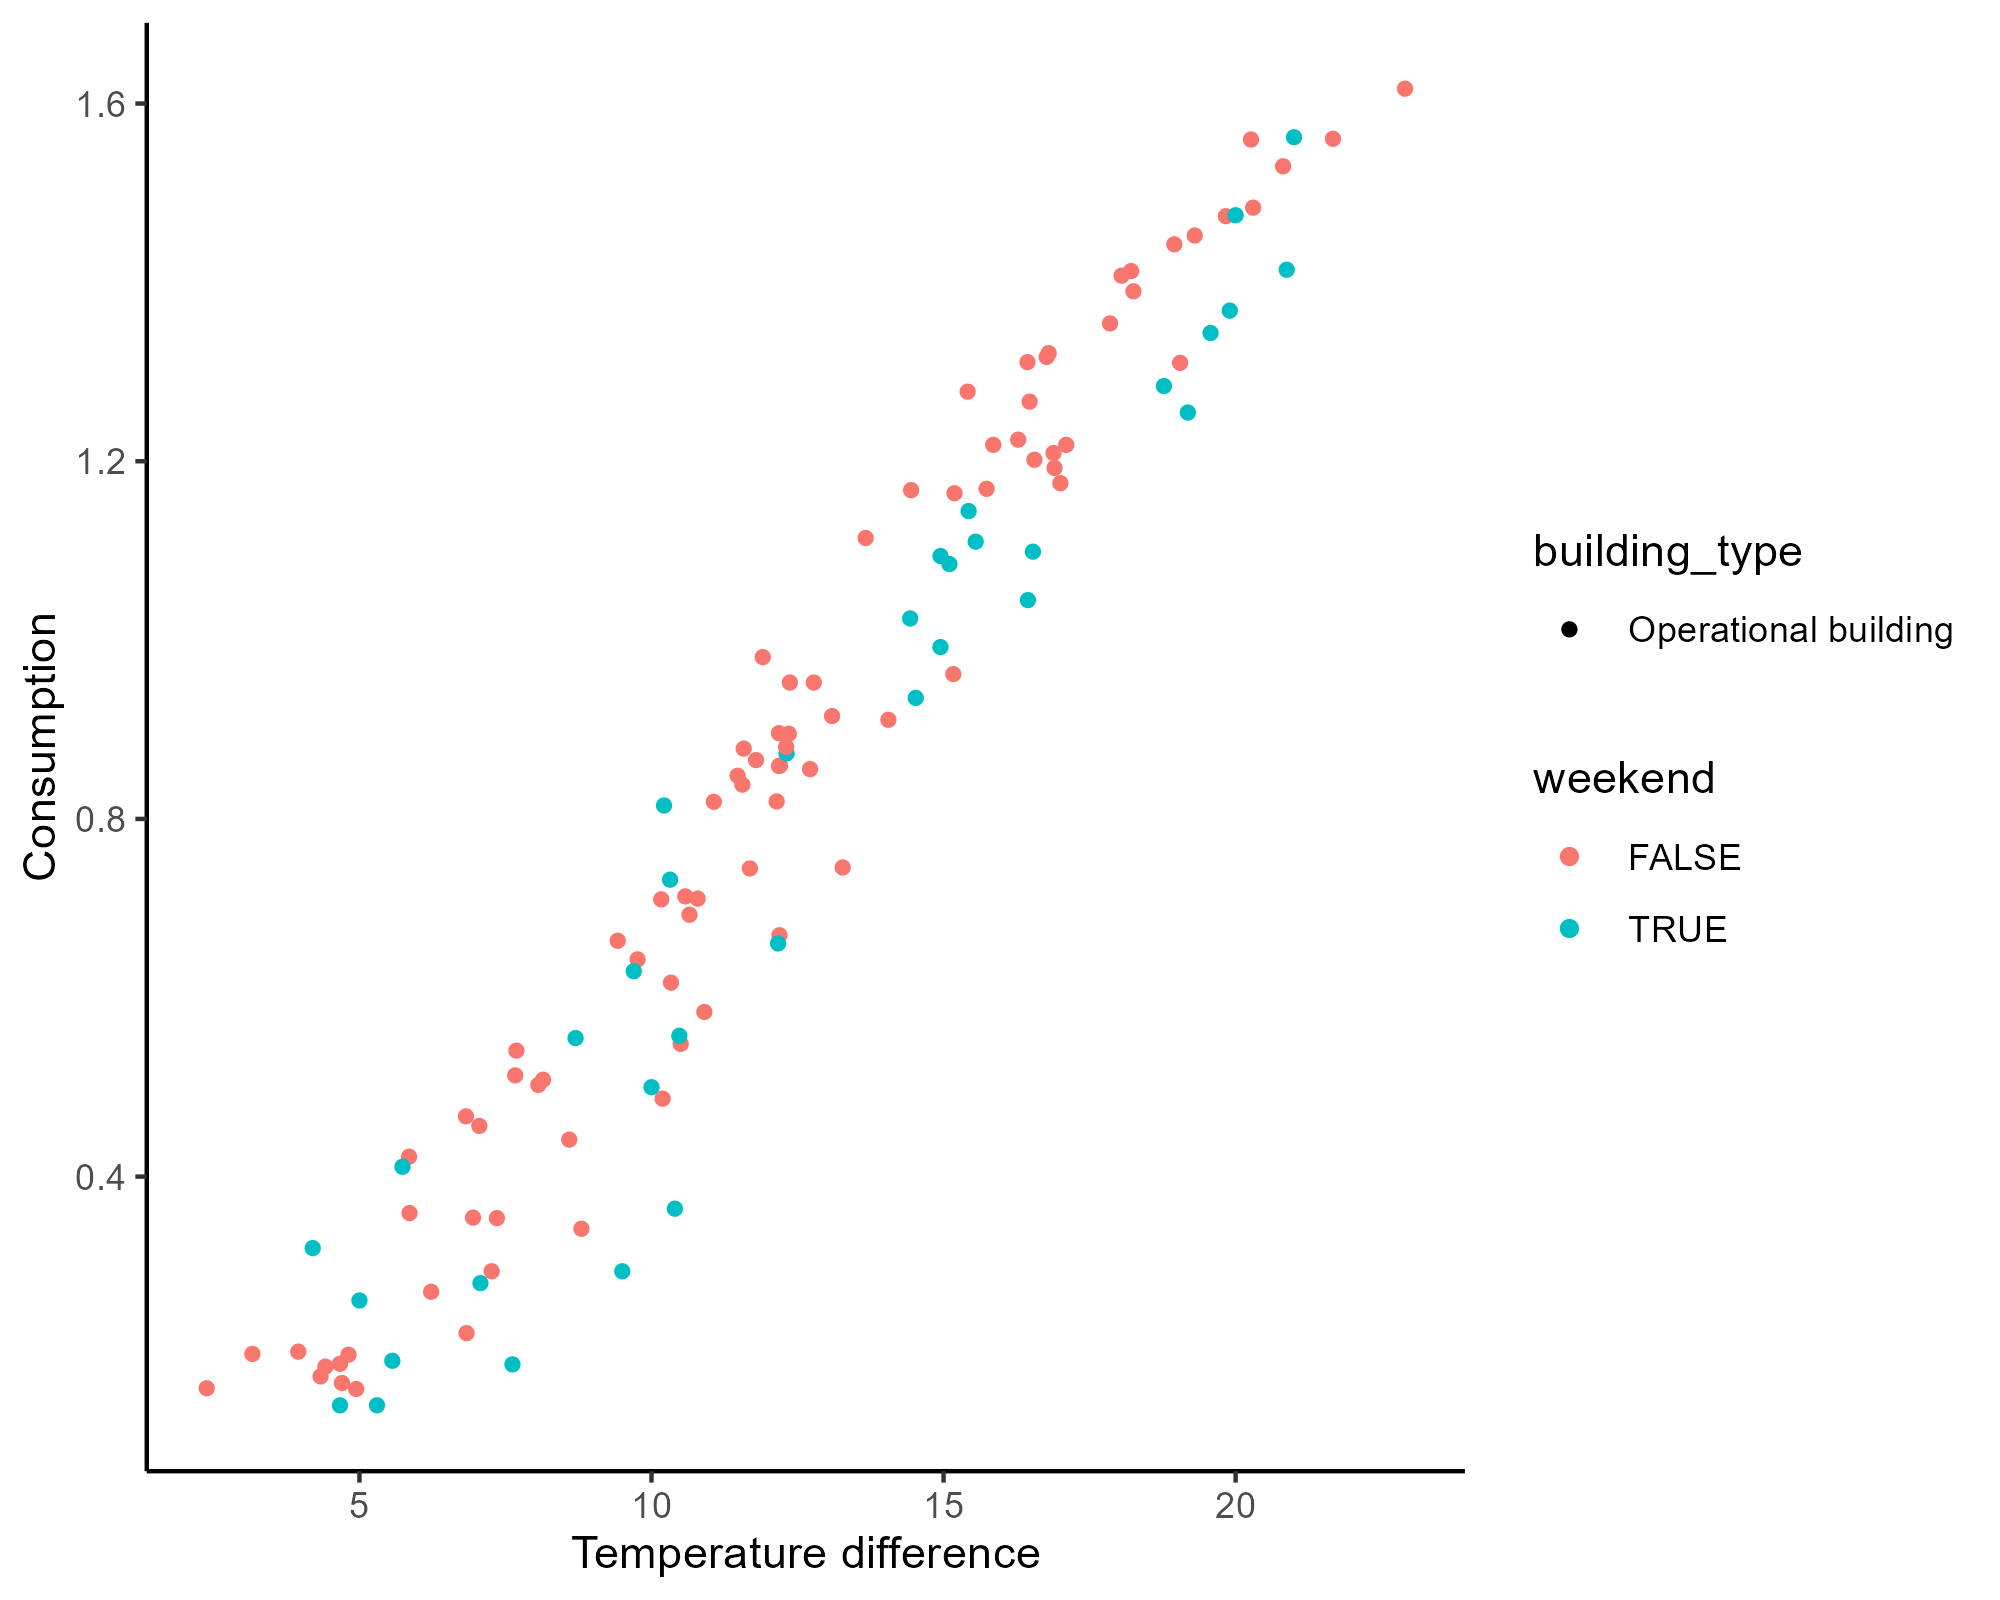 1.6
1.2
0.8
0.4
Consumption
5
10
15
20
Temperature difference
building_type
Operational building
weekend
FALSE
TRUE